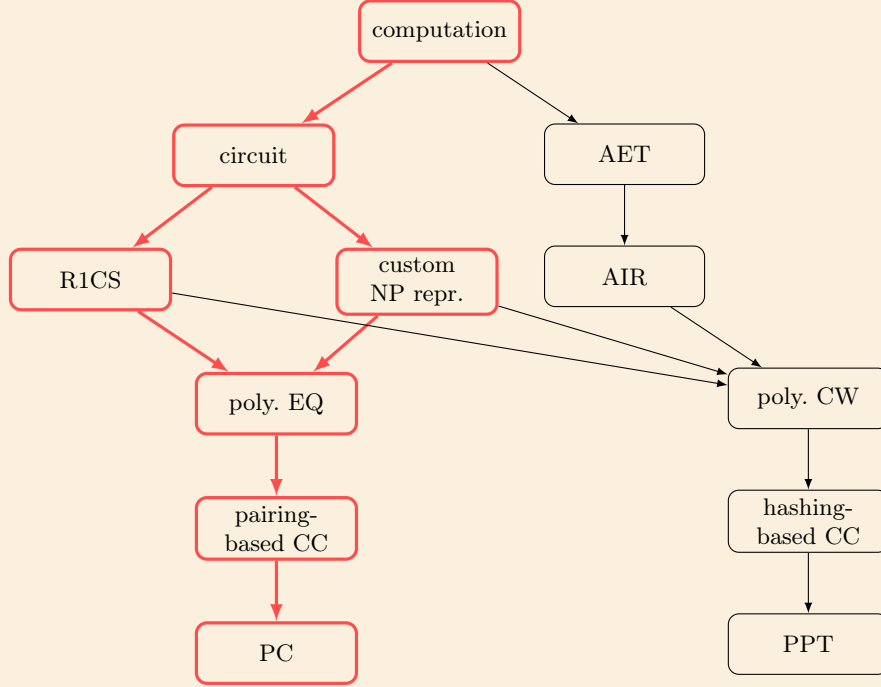 computation
circuit
AET
R1CS
custom
NP repr.
AIR
poly. EQ
poly. CW
pairing-
based CC
hashing-
based CC
PC
PPT